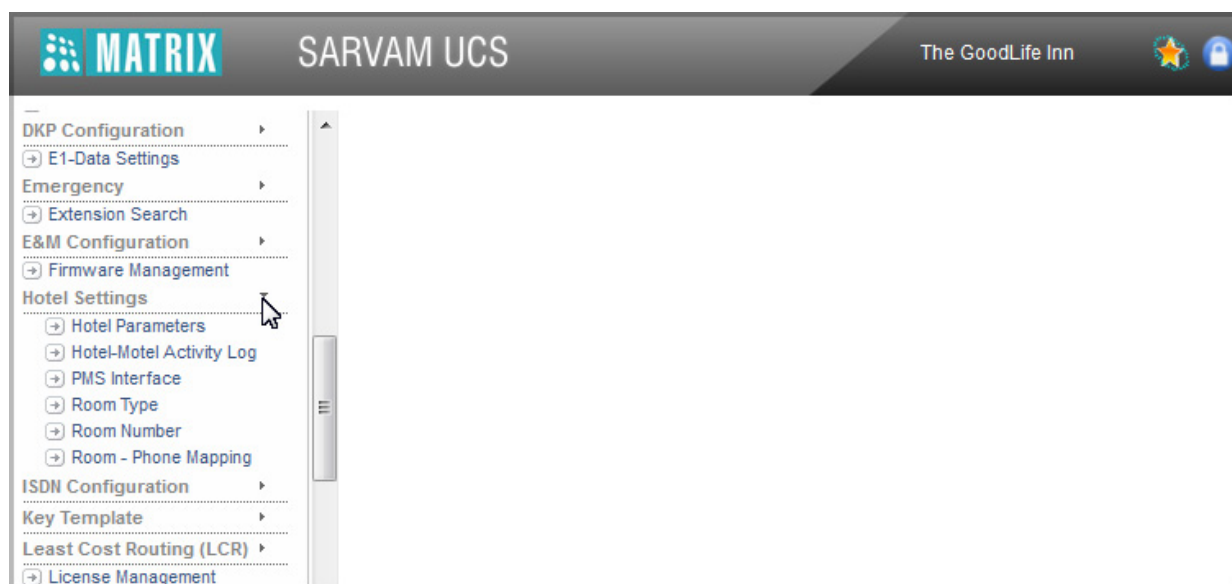 MATRIX SARVAM UCS The GoodLife Inn
DKP Configuration
E1-Data Settings
Emergency
Extension Search
E&M Configuration
Firmware Management
Hotel Settings
Hotel Parameters
Hotel-Motel Activity Log
PMS Interface
Room Type
Room Number
Room - Phone Mapping
ISDN Configuration
Key Template
Least Cost Routing (LCR)
License Management